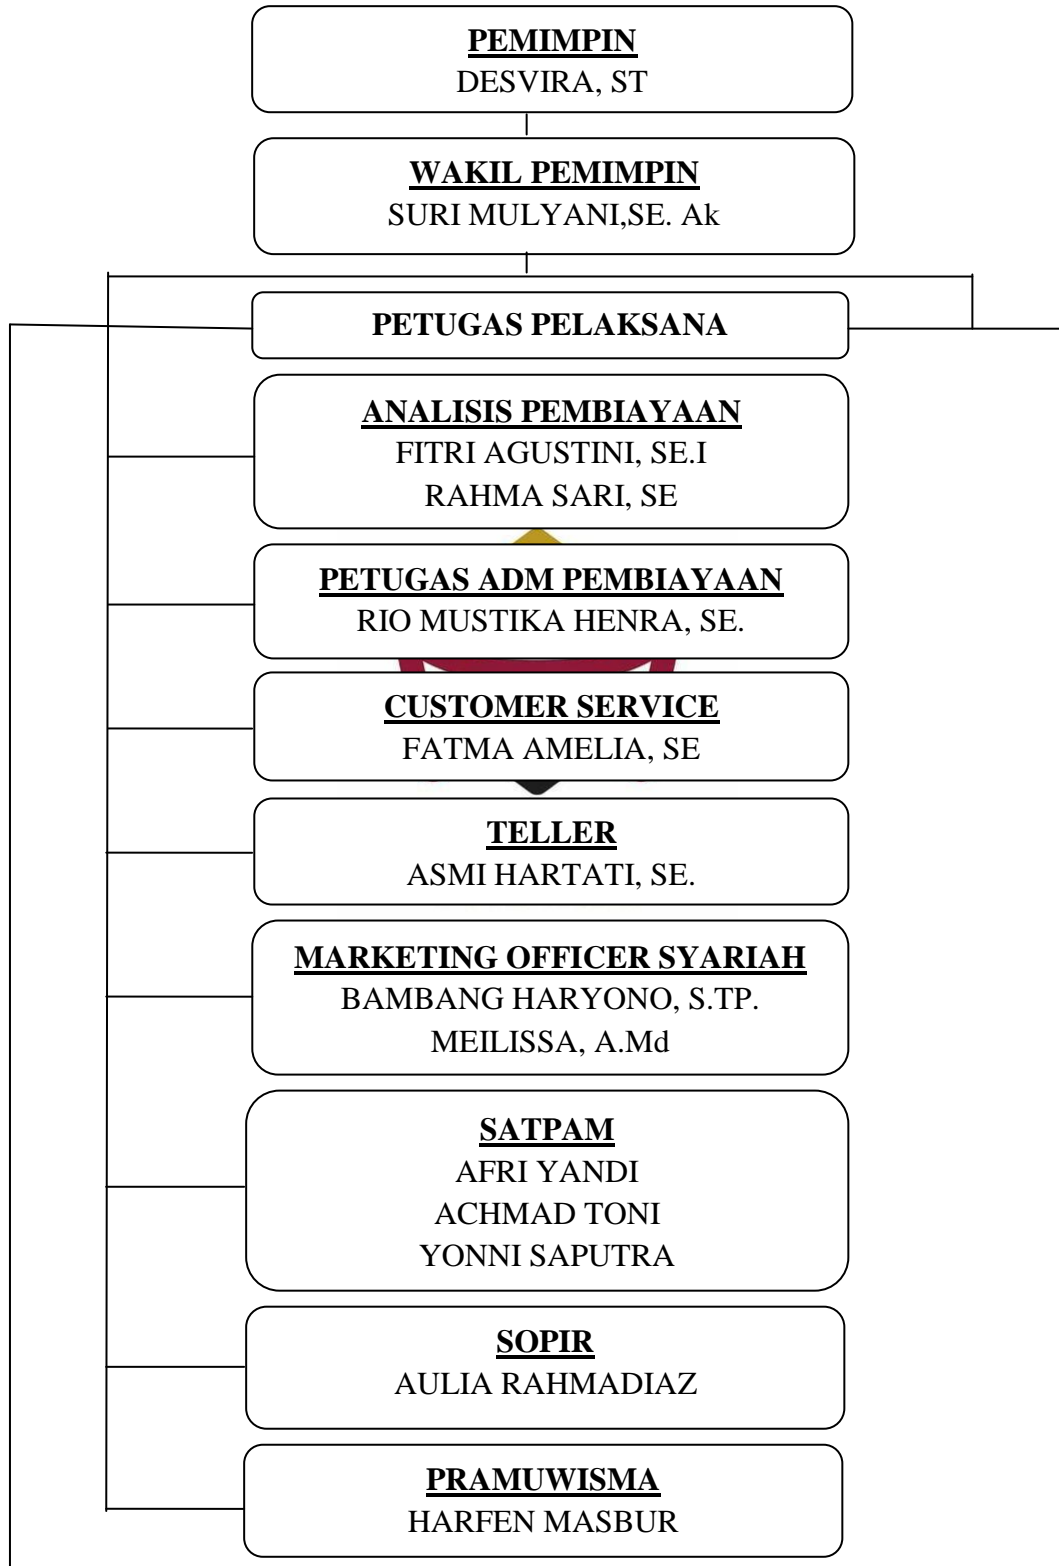 PEMIMPIN
DESVIRA, ST
WAKIL PEMIMPIN
SURI MULYANI,SE. Ak
PETUGAS PELAKSANA
ANALISIS PEMBIAYAAN
FITRI AGUSTINI, SE.I
RAHMA SARI, SE
PETUGAS ADM PEMBIAYAAN
RIO MUSTIKA HENRA, SE.
CUSTOMER SERVICE
FATMA AMELIA, SE
TELLER
ASMI HARTATI, SE.
MARKETING OFFICER SYARIAH
BAMBANG HARYONO, S.TP.
MEILISSA, A.Md
SATPAM
AFRI YANDI
ACHMAD TONI
YONNI SAPUTRA
SOPIR
AULIA RAHMADIAZ
PRAMUWISMA
HARFEN MASBUR